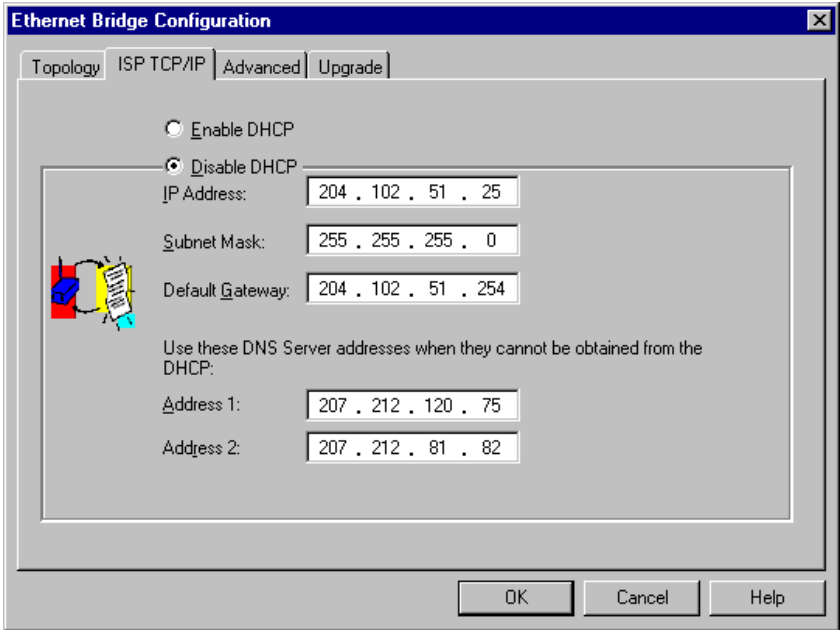 Ethernet Bridge Configuration
Topology ISP TCP/IP Advanced Upgrade
Enable DHCP
Disable DHCP
IP Address: 204 . 102 . 51 . 25
Subnet Mask: 255 . 255 . 255 . 0
Default Gateway: 204 . 102 . 51 . 254
Use these DNS Server addresses when they cannot be obtained from the
DHCP:
Address 1: 207 . 212 . 120 . 75
Address 2: 207 . 212 . 81 . 82
OK Cancel Help